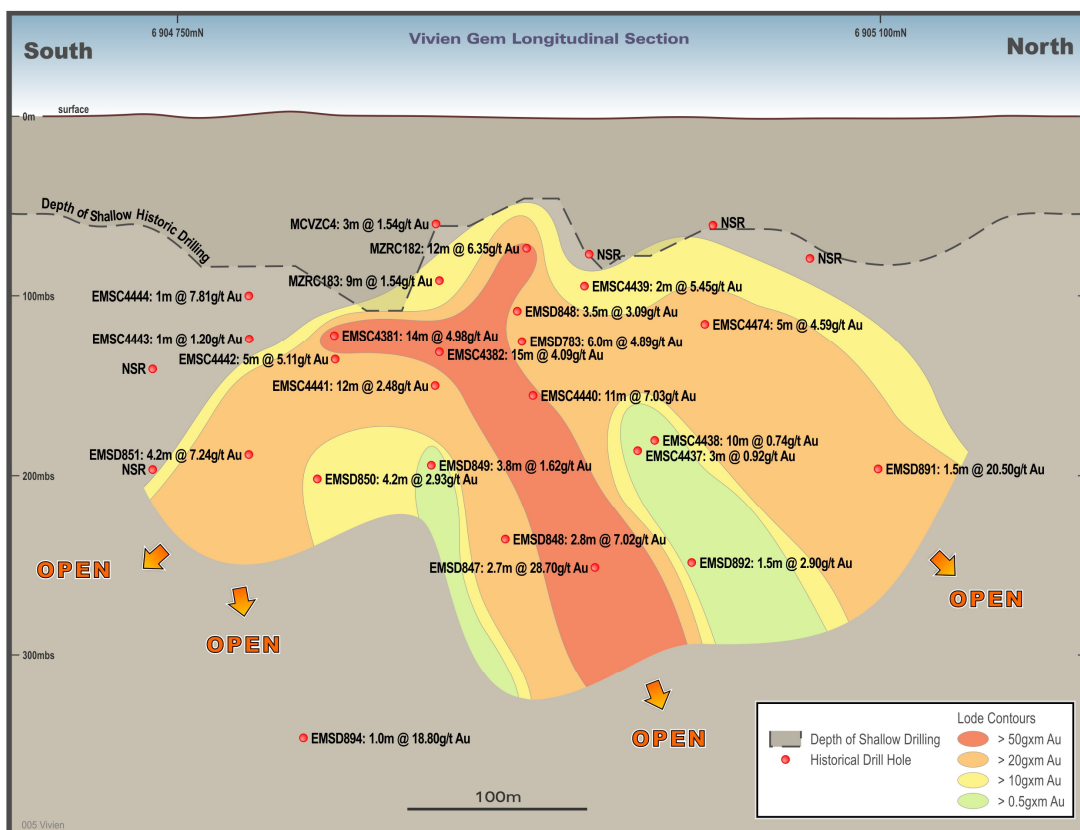 6 904 750mN
6 905 100mN
Vivien Gem Longitudinal Section
South
North
surface
0m
Depth of Shallow Historic Drilling
MCVZC4: 3m @ 1.54g/t Au
NSR
MZRC182: 12m @ 6.35g/t Au
NSR
NSR
MZRC183: 9m @ 1.54g/t Au
EMSC4439: 2m @ 5.45g/t Au
100mbs
EMSC4444: 1m @ 7.81g/t Au
EMSD848: 3.5m @ 3.09g/t Au
EMSC4474: 5m @ 4.59g/t Au
EMSC4443: 1m @ 1.20g/t Au
EMSC4381: 14m @ 4.98g/t Au
EMSD783: 6.0m @ 4.89g/t Au
EMSC4442: 5m @ 5.11g/t Au
EMSC4382: 15m @ 4.09g/t Au
NSR
EMSC4441: 12m @ 2.48g/t Au
EMSC4440: 11m @ 7.03g/t Au
EMSC4438: 10m @ 0.74g/t Au
EMSD851: 4.2m @ 7.24g/t Au
EMSC4437: 3m @ 0.92g/t Au
NSR
EMSD849: 3.8m @ 1.62g/t Au
EMSD891: 1.5m @ 20.50g/t Au
200mbs
EMSD850: 4.2m @ 2.93g/t Au
EMSD848: 2.8m @ 7.02g/t Au
EMSD847: 2.7m @ 28.70g/t Au
EMSD892: 1.5m @ 2.90g/t Au
OPEN
OPEN
OPEN
300mbs
OPEN
EMSD894: 1.0m @ 18.80g/t Au
100m
Lode Contours
Depth of Shallow Drilling
Historical Drill Hole
> 50gxm Au
> 20gxm Au
> 10gxm Au
> 0.5gxm Au
005 Vivien